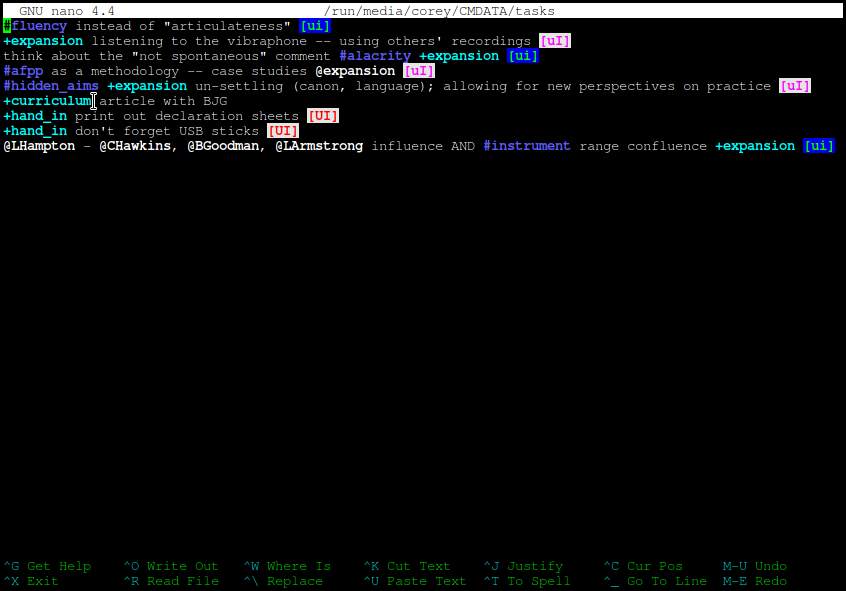 GNU nano 4.4 /run/media/corey/CMDATA/tasks
#fluency instead of "articulateness" [ui]
+expansion listening to the vibraphone -- using others' recordings [uI]
think about the "not spontaneous" comment #alacrity +expansion [ui]
#afpp as a methodology -- case studies @expansion [uI]
#hidden_aims +expansion un-settling (canon, language); allowing for new perspectives on practice [uI]
+curriculum article with BJG
+hand_in print out declaration sheets [UI]
+hand_in don't forget USB sticks [UI]
@LHampton - @CHawkins, @BGoodman, @LArmstrong influence AND #instrument range confluence +expansion [ui]
^G Get Help ^O Write Out ^W Where Is ^K Cut Text ^J Justify ^C Cur Pos M-U Undo
^X Exit ^R Read File ^\ Replace ^U Paste Text ^T To Spell ^_ Go To Line M-E Redo